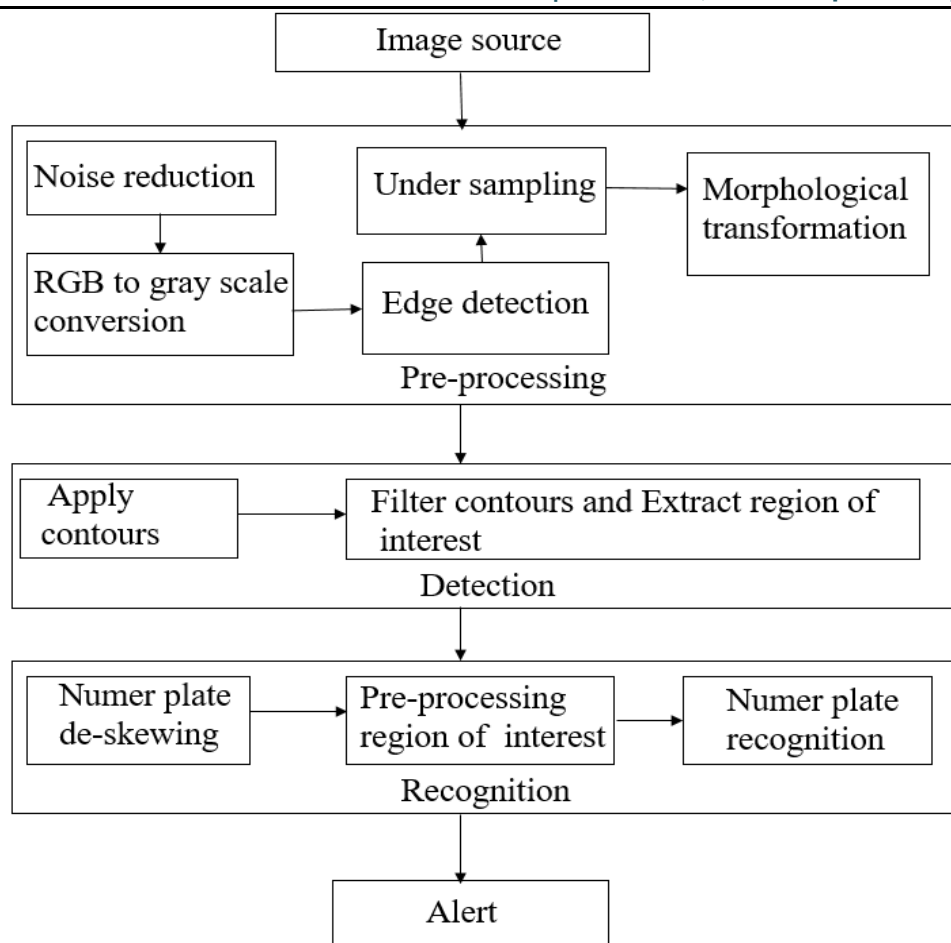 Image source
Noise reduction
RGB to gray scale
conversion
Edge detection
Under sampling
Morphological
transformation
Pre-processing
Apply
contours
Filter contours and Extract region of
interest
Detection
Numer plate
de-skewing
Pre-processing
region of interest
Numer plate
recognition
Recognition
Alert